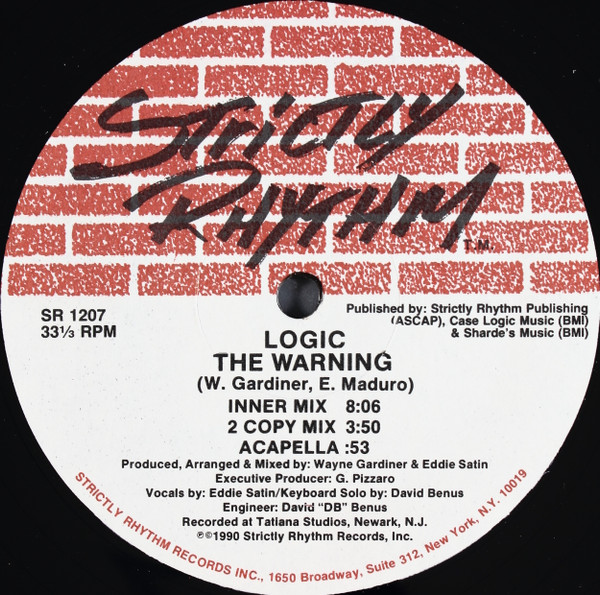 Strictly
Rhythm
T.M.
SR 1207
33⅓ RPM
Published by: Strictly Rhythm Publishing
(ASCAP), Case Logic Music (BMI)
& Sharde's Music (BMI)
LOGIC
THE WARNING
(W. Gardiner, E. Maduro)
INNER MIX 8:06
2 COPY MIX 3:50
ACAPELLA :53
Produced, Arranged & Mixed by: Wayne Gardiner & Eddie Satin
Executive Producer: G. Pizzaro
Vocals by: Eddie Satin/Keyboard Solo by: David Benus
Engineer: David "DB" Benus
Recorded at Tatiana Studios, Newark, N.J.
℗©1990 Strictly Rhythm Records, Inc.
STRICTLY RHYTHM RECORDS INC., 1650 Broadway, Suite 312, New York, N.Y. 10019